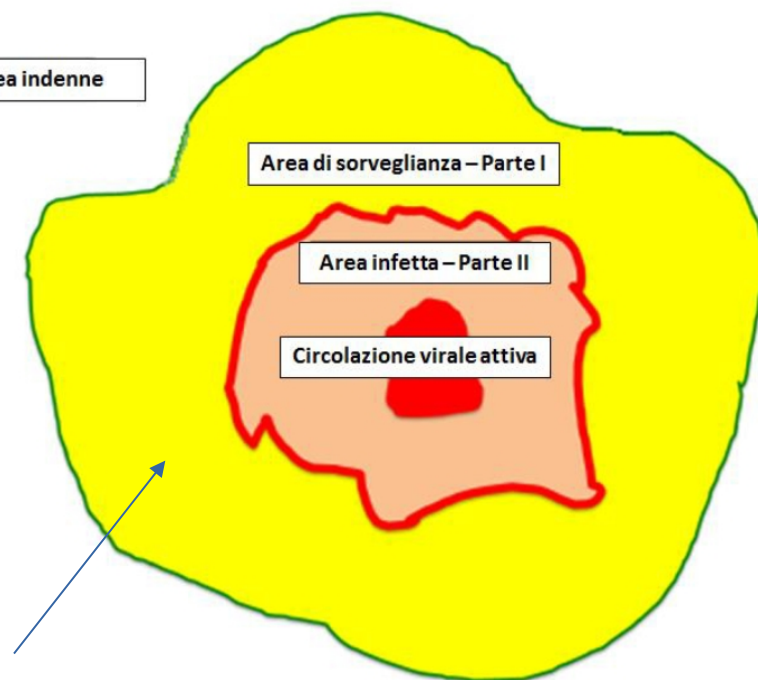 ea indenne
Area di sorveglianza – Parte I
Area infetta – Parte II
Circolazione virale attiva